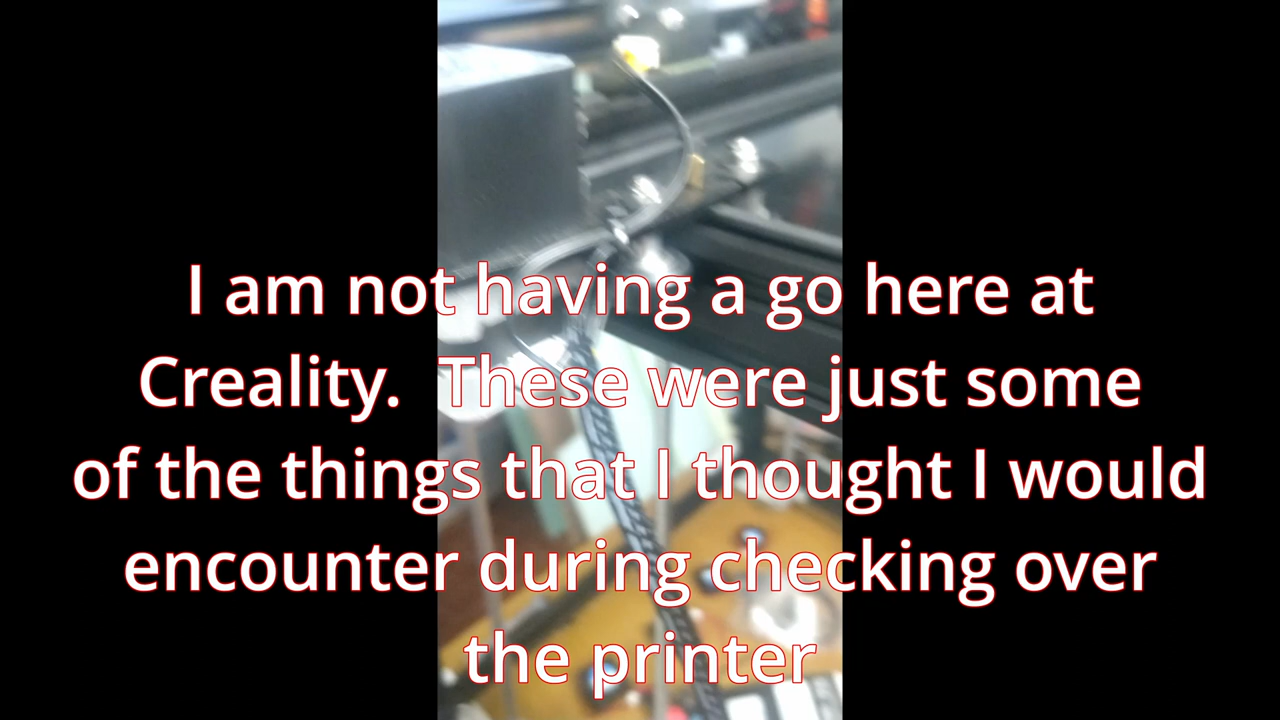 I am not having a go here at
Creality.  These were just some
of the things that I thought I would
encounter during checking over
the printer